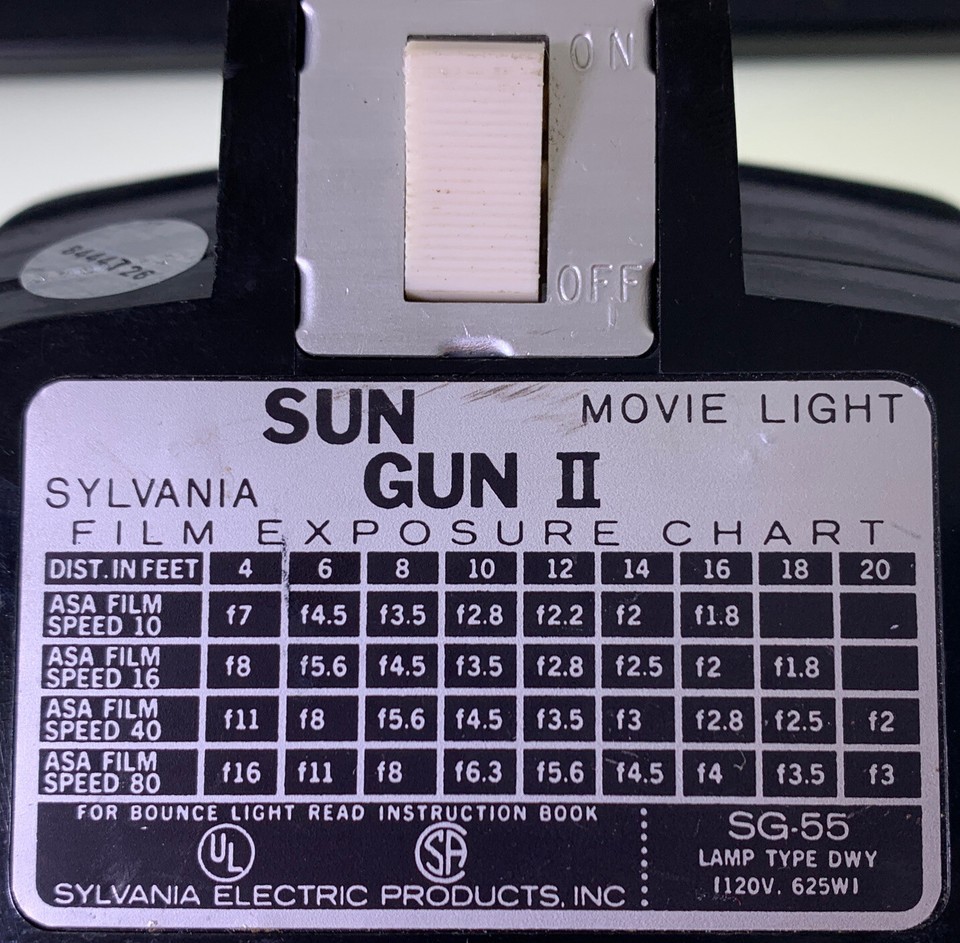 ON
OFF
6444T26
SUN MOVIE LIGHT
SYLVANIA GUN II
FILM EXPOSURE CHART
DIST. IN FEET 4 6 8 10 12 14 16 18 20
ASA FILM SPEED 10 f7 f4.5 f3.5 f2.8 f2.2 f2 f1.8
ASA FILM SPEED 16 f8 f5.6 f4.5 f3.5 f2.8 f2.5 f2 f1.8
ASA FILM SPEED 40 f11 f8 f5.6 f4.5 f3.5 f3 f2.8 f2.5 f2
ASA FILM SPEED 80 f16 f11 f8 f6.3 f5.6 f4.5 f4 f3.5 f3
FOR BOUNCE LIGHT READ INSTRUCTION BOOK
UL SA
SYLVANIA ELECTRIC PRODUCTS, INC
SG-55
LAMP TYPE DWY
(120V. 625W)